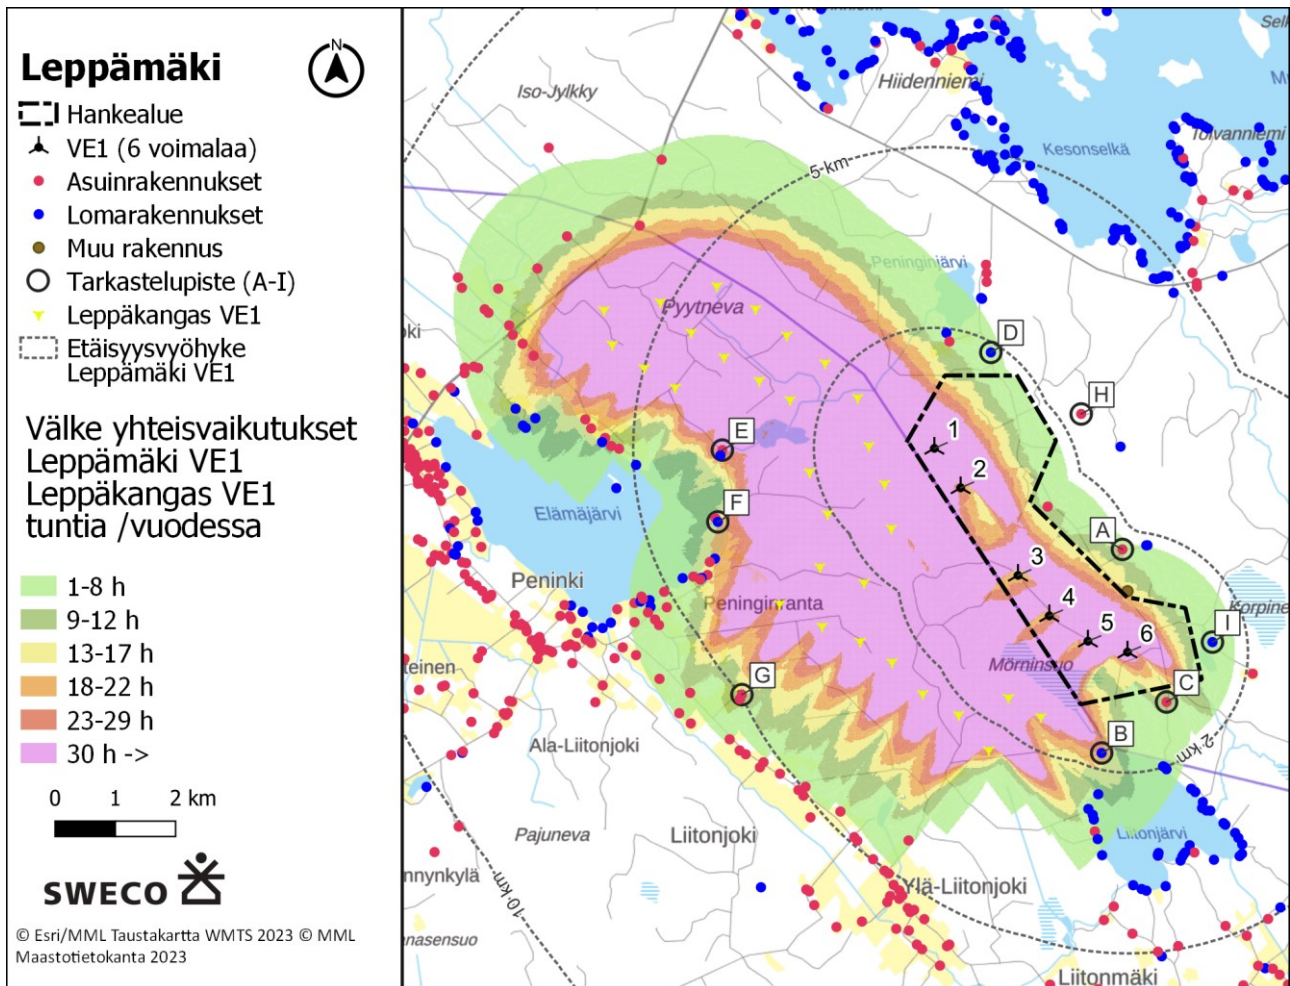 Leppämäki
N
Hankealue
VE1 (6 voimalaa)
Asuinrakennukset
Lomarakennukset
Muu rakennus
Tarkastelupiste (A-I)
Leppäkangas VE1
Etäisyysvyöhyke
Leppämäki VE1
Välke yhteisvaikutukset
Leppämäki VE1
Leppäkangas VE1
tuntia /vuodessa
1-8 h
9-12 h
13-17 h
18-22 h
23-29 h
30 h ->
0 1 2 km
SWECO
© Esri/MML Taustakartta WMTS 2023 © MML
Maastotietokanta 2023
Iso-Jylkky
Hiidenniemi
Toivanniemi
Kesonselkä
5 km
Peninginjärvi
Pyytneva
D
H
E
1
2
F
Elämäjärvi
A
3
Peninki
Peninginranta
4
5
6
I
Mörninsuo
G
C
B
Ala-Liitonjoki
2 km
Pajuneva
Liitonjoki
Liitonjärvi
10 km
Ylä-Liitonjoki
Liitonmäki